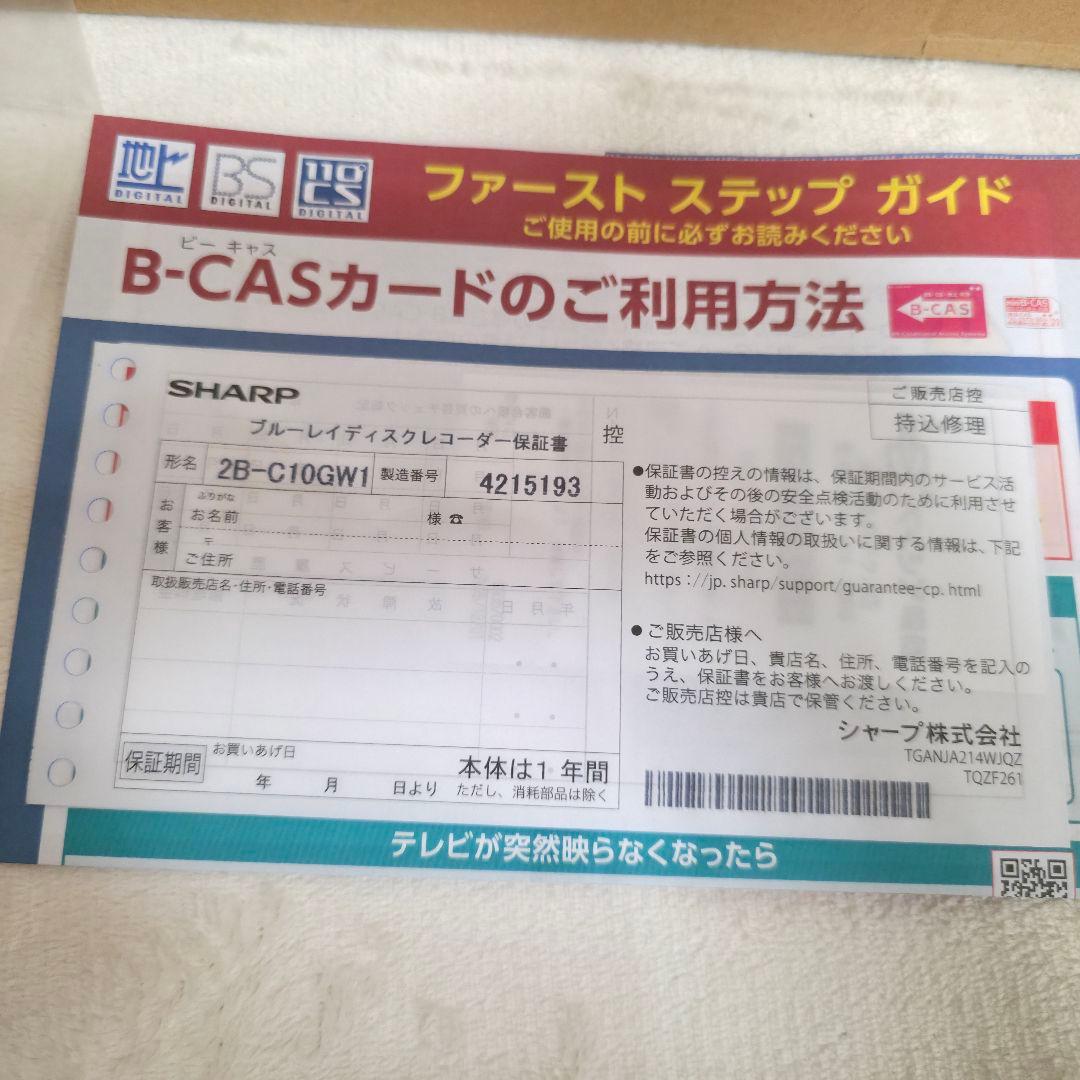 地上
DIGITAL
BS
DIGITAL
110°
CS
DIGITAL
ファースト ステップ ガイド
ご使用の前に必ずお読みください
ビー キャス
B-CASカードのご利用方法
B-CAS
B-CAS
SHARP
ブルーレイディスクレコーダー保証書
形名 2B-C10GW1 製造番号 4215193
お客様
ふりがな
お名前 様 ☎
〒
ご住所
取扱販売店名・住所・電話番号
保証期間 お買いあげ日
年 月 日より
本体は1年間
ただし、消耗部品は除く
N
控
ご販売店控
持込修理
●保証書の控えの情報は、保証期間内のサービス活
動およびその後の安全点検活動のために利用させ
ていただく場合がございます。
保証書の個人情報の取扱いに関する情報は、下記
をご参照ください。
https://jp.sharp/support/guarantee-cp.html
●ご販売店様へ
お買いあげ日、貴店名、住所、電話番号を記入の
うえ、保証書をお客様へお渡しください。
ご販売店控は貴店で保管ください。
シャープ株式会社
TGANJA214WJQZ
TQZF261
テレビが突然映らなくなったら